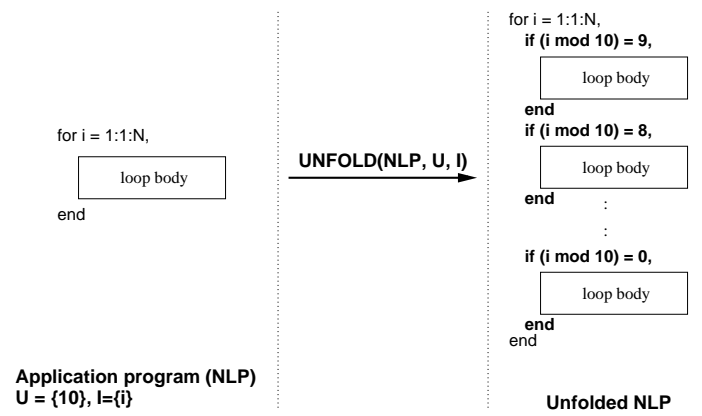 for i = 1:1:N,
loop body
end
Application program (NLP)
U = {10}, I={i}
UNFOLD(NLP, U, I)
for i = 1:1:N,
if (i mod 10) = 9,
loop body
end
if (i mod 10) = 8,
loop body
end
:
:
if (i mod 10) = 0,
loop body
end
end
Unfolded NLP